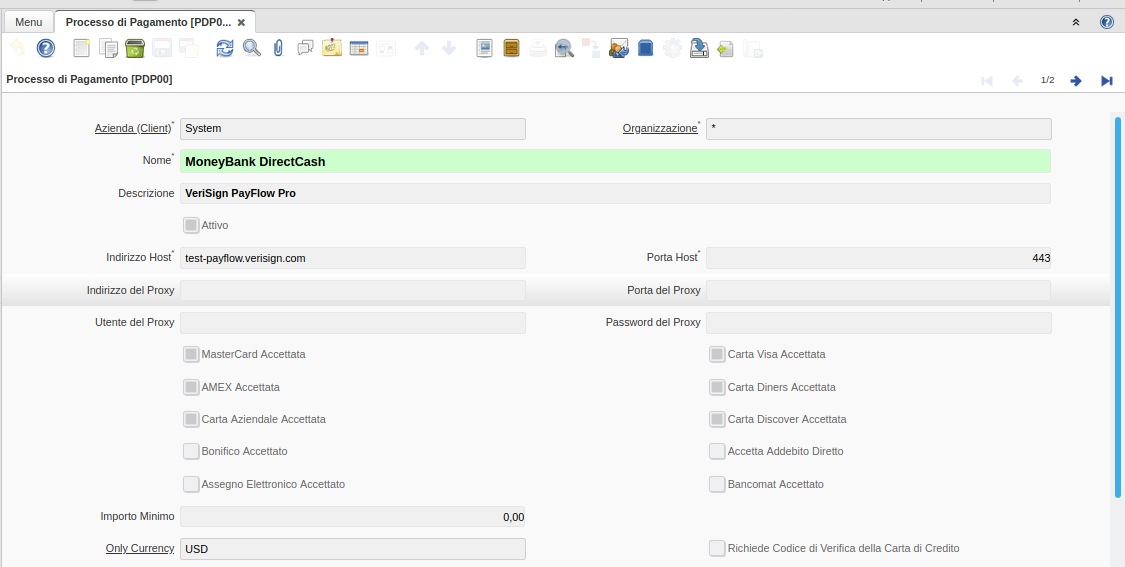 Menu
Processo di Pagamento [PDP0...
Processo di Pagamento [PDP00]
1/2
Azienda (Client)* System Organizzazione* *
Nome* MoneyBank DirectCash
Descrizione VeriSign PayFlow Pro
Attivo
Indirizzo Host* test-payflow.verisign.com Porta Host* 443
Indirizzo del Proxy Porta del Proxy
Utente del Proxy Password del Proxy
MasterCard Accettata Carta Visa Accettata
AMEX Accettata Carta Diners Accettata
Carta Aziendale Accettata Carta Discover Accettata
Bonifico Accettato Accetta Addebito Diretto
Assegno Elettronico Accettato Bancomat Accettato
Importo Minimo 0,00
Only Currency USD Richiede Codice di Verifica della Carta di Credito